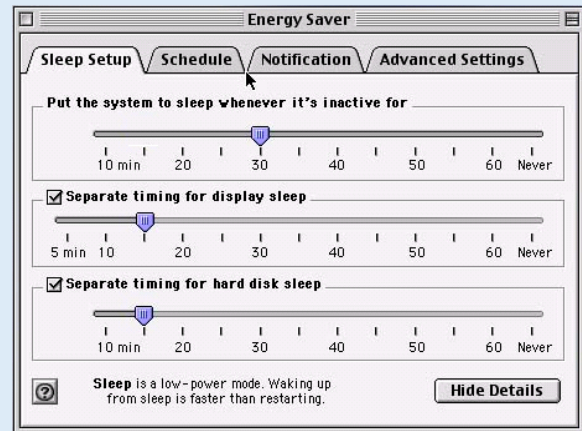 Energy Saver
Sleep Setup Schedule Notification Advanced Settings
Put the system to sleep whenever it's inactive for
10 min 20 30 40 50 60 Never
Separate timing for display sleep
5 min 10 20 30 40 50 60 Never
Separate timing for hard disk sleep
10 min 20 30 40 50 60 Never
Sleep is a low-power mode. Waking up
from sleep is faster than restarting.
Hide Details